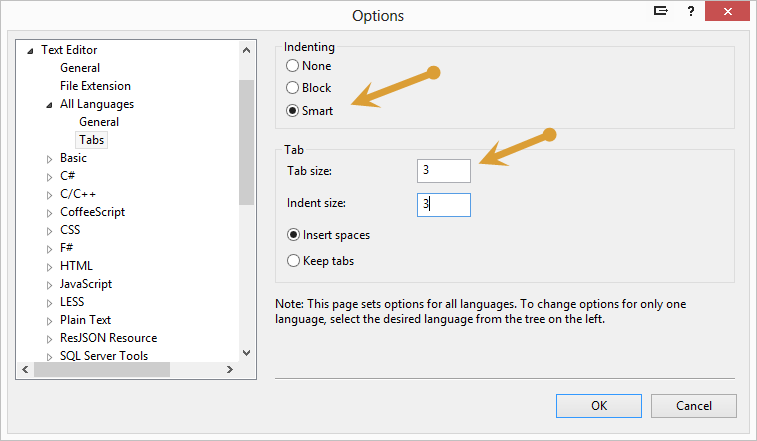 Options
?
Text Editor
General
File Extension
All Languages
General
Tabs
Basic
C#
C/C++
CoffeeScript
CSS
F#
HTML
JavaScript
LESS
Plain Text
ResJSON Resource
SQL Server Tools
Indenting
None
Block
Smart
Tab
Tab size: 3
Indent size: 3
Insert spaces
Keep tabs
Note: This page sets options for all languages. To change options for only one
language, select the desired language from the tree on the left.
OK Cancel